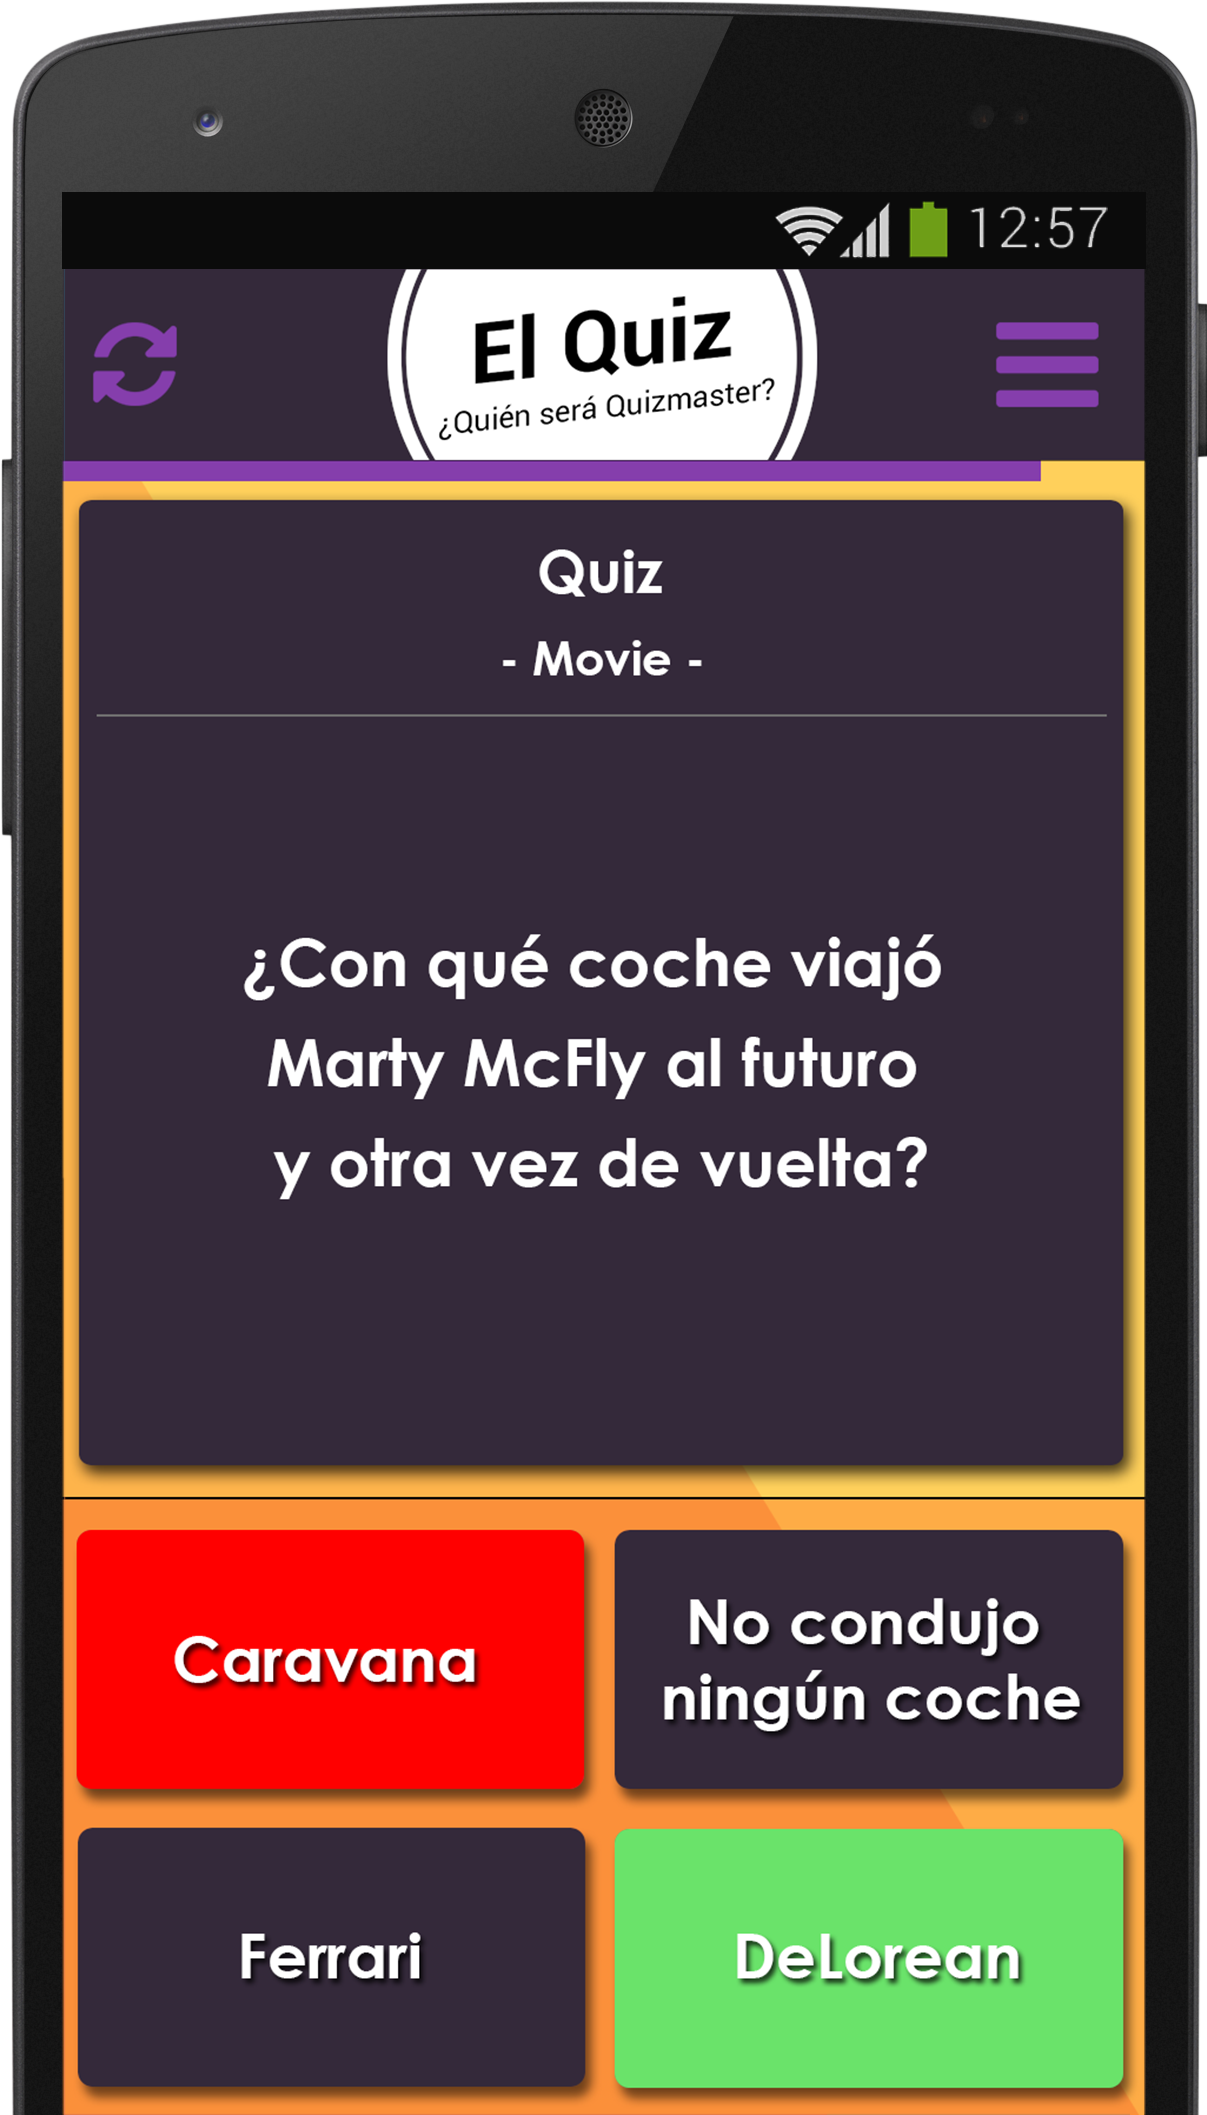 12:57
El Quiz
¿Quién será Quizmaster?
Quiz
- Movie -
¿Con qué coche viajó
Marty McFly al futuro
y otra vez de vuelta?
Caravana
No condujo
ningún coche
Ferrari
DeLorean